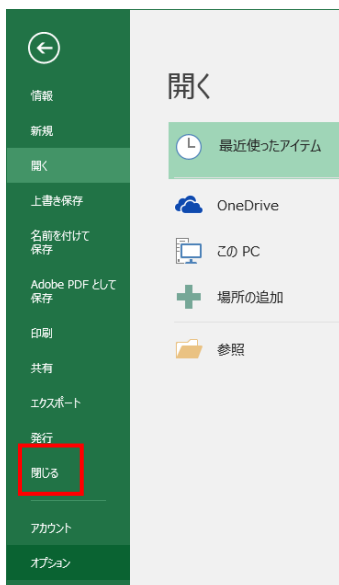 情報
新規
開く
上書き保存
名前を付けて
保存
Adobe PDF として
保存
印刷
共有
エクスポート
発行
閉じる
アカウント
オプション
開く
最近使ったアイテム
OneDrive
この PC
場所の追加
参照